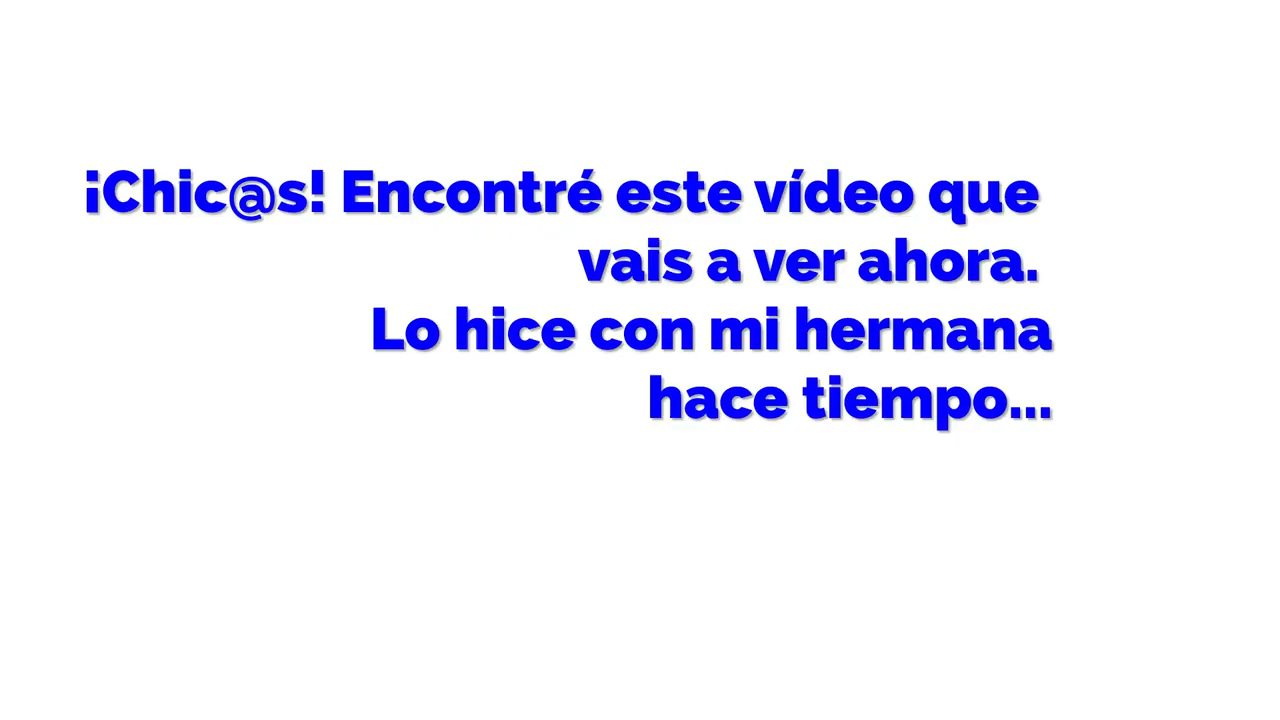 ¡Chic@s! Encontré este vídeo que
vais a ver ahora.
Lo hice con mi hermana
hace tiempo...